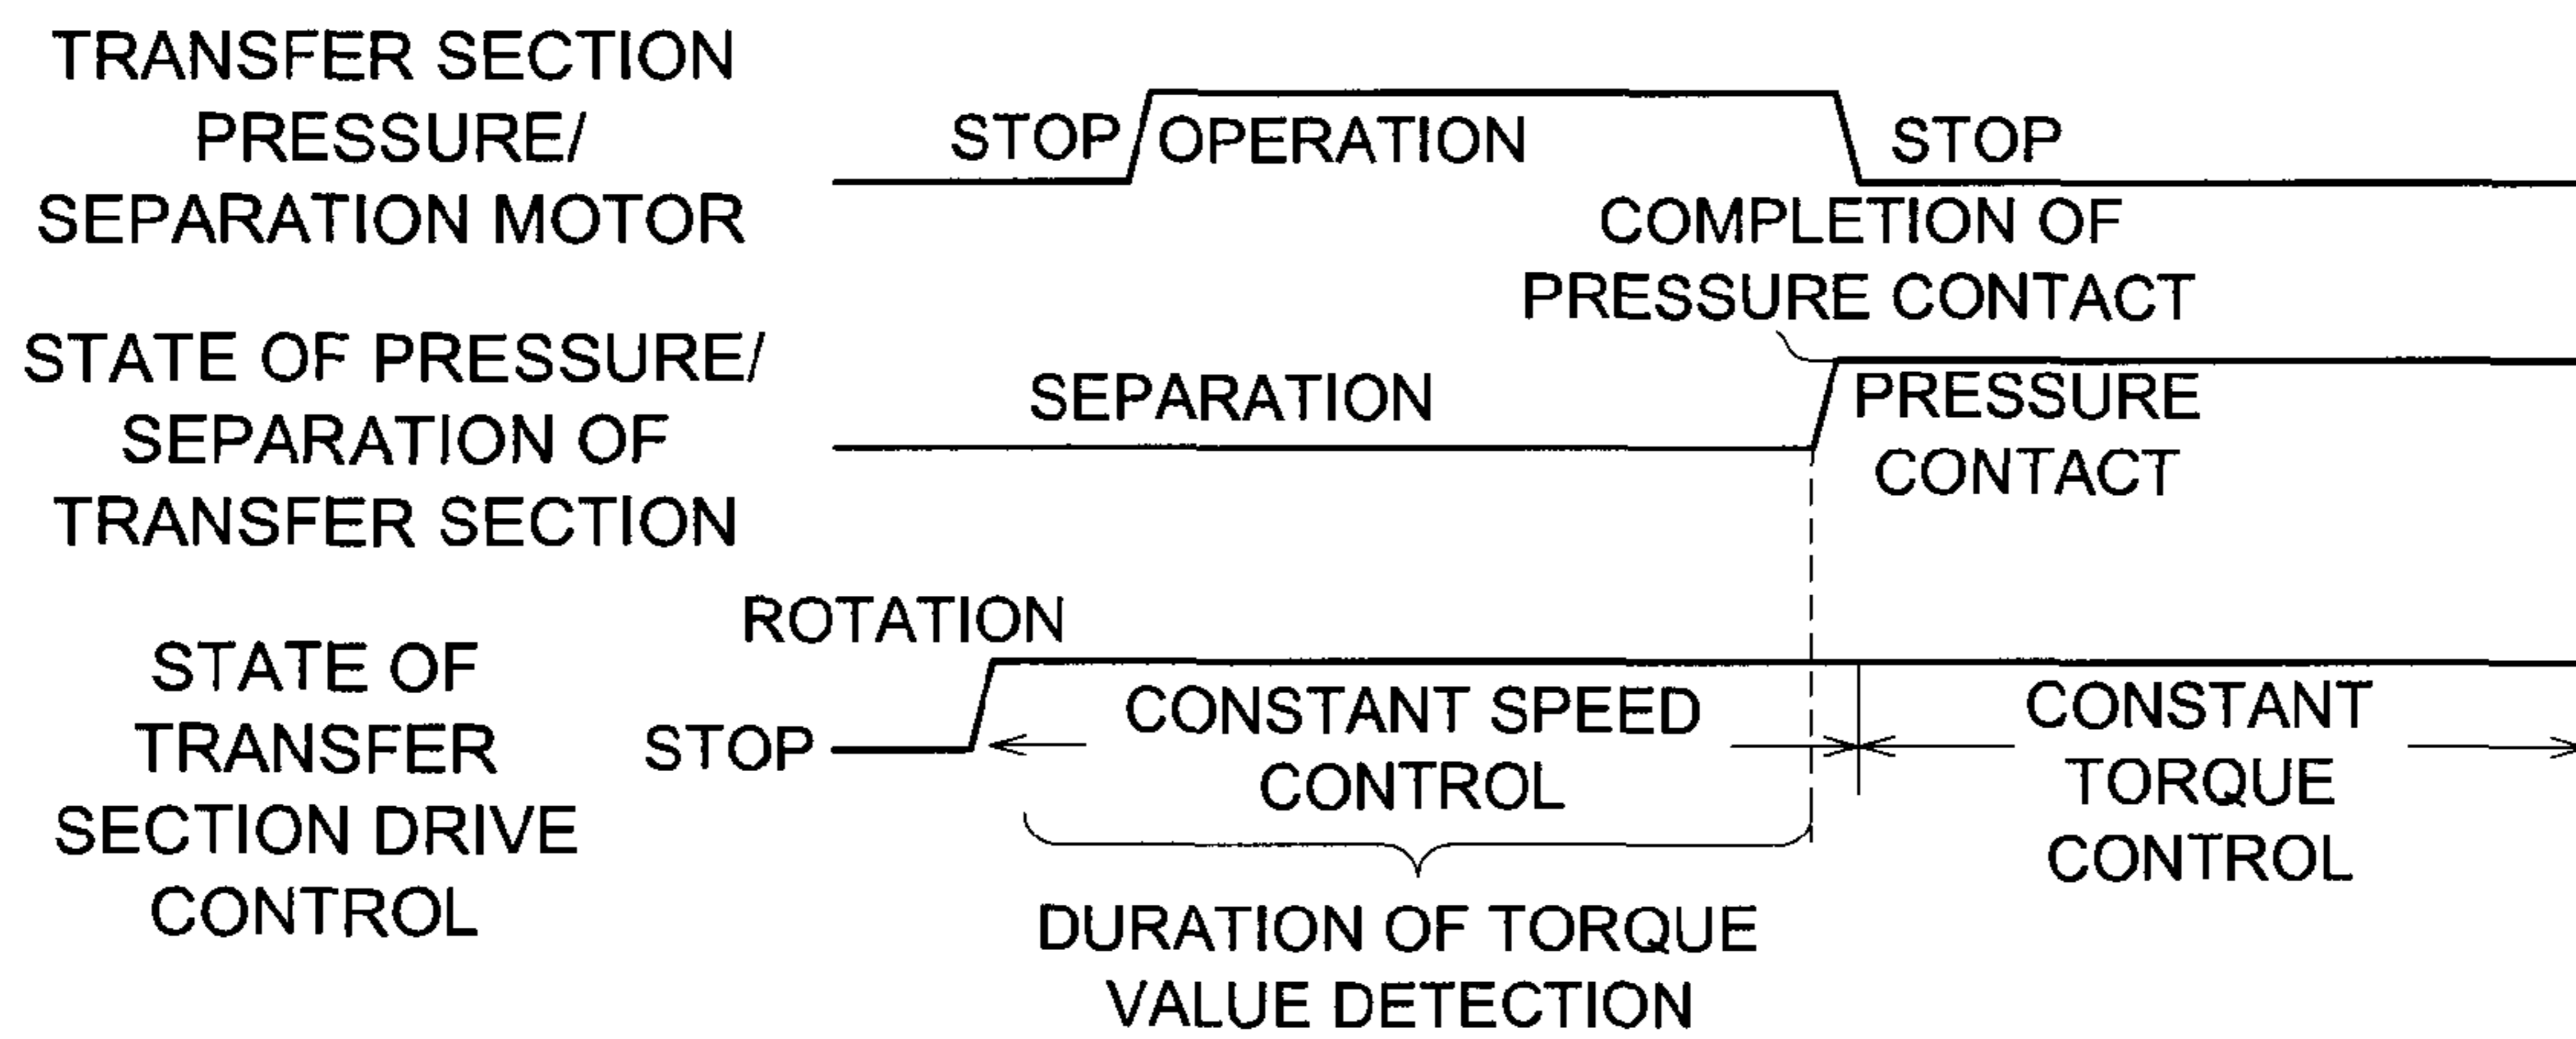 TRANSFER SECTION
PRESSURE/
SEPARATION MOTOR
STOP
OPERATION
STOP
COMPLETION OF
PRESSURE CONTACT
STATE OF PRESSURE/
SEPARATION OF
TRANSFER SECTION
SEPARATION
PRESSURE
CONTACT
STATE OF
TRANSFER
SECTION DRIVE
CONTROL
ROTATION
STOP
CONSTANT SPEED
CONTROL
CONSTANT
TORQUE
CONTROL
DURATION OF TORQUE
VALUE DETECTION